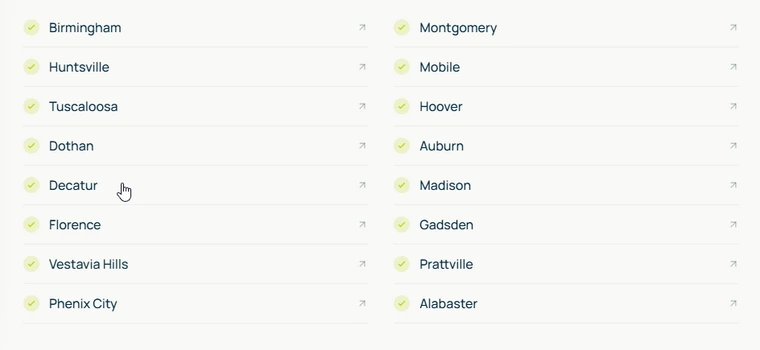 Birmingham
Montgomery
Huntsville
Mobile
Tuscaloosa
Hoover
Dothan
Auburn
Decatur
Madison
Florence
Gadsden
Vestavia Hills
Prattville
Phenix City
Alabaster